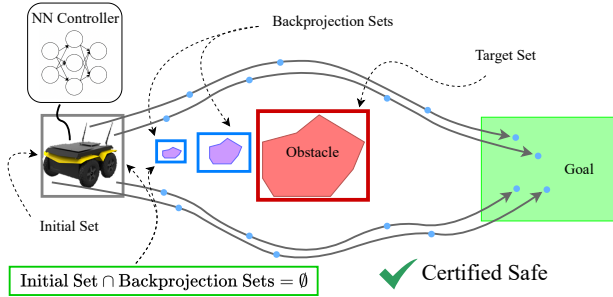 NN Controller
Backprojection Sets
Target Set
Obstacle
Goal
Initial Set
Initial Set ∩ Backprojection Sets = ∅
Certified Safe